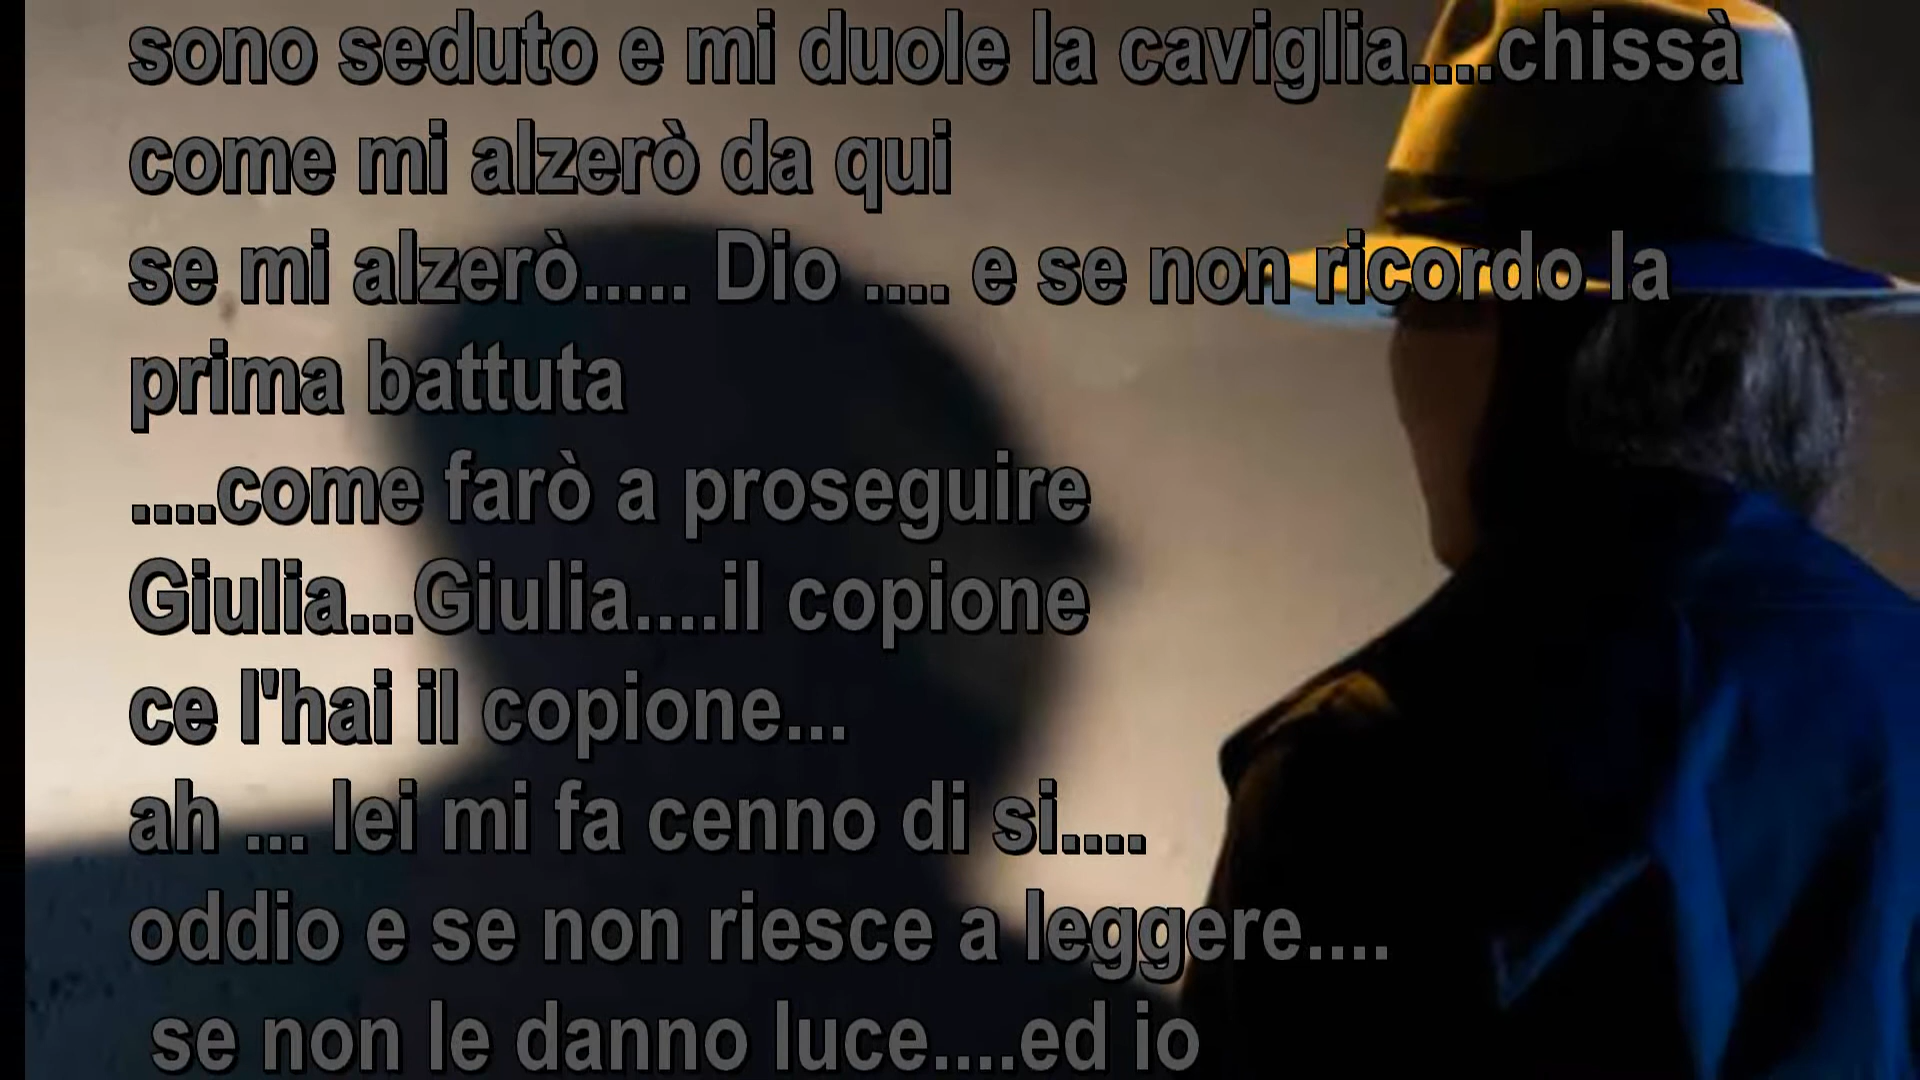 sono seduto e mi duole la caviglia....chissà
come mi alzerò da qui
se mi alzerò..... Dio .... e se non ricordo la
prima battuta
....come farò a proseguire
Giulia...Giulia....il copione
ce l'hai il copione...
ah ... lei mi fa cenno di si....
oddio e se non riesce a leggere....
se non le danno luce....ed io